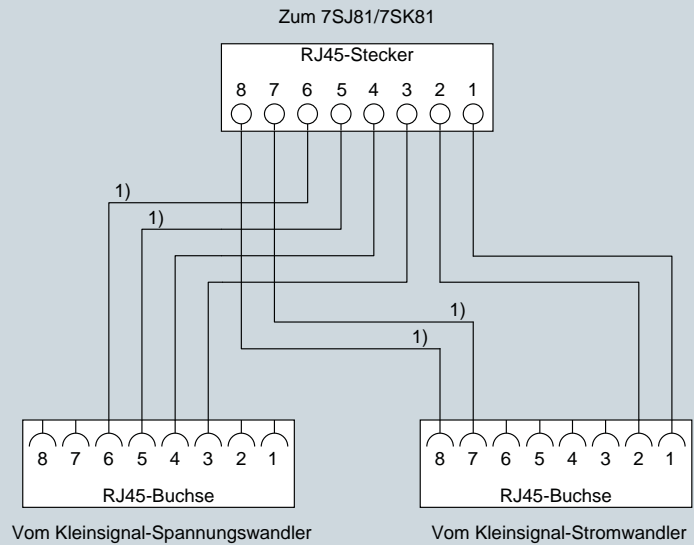 Zum 7SJ81/7SK81
RJ45-Stecker
8 7 6 5 4 3 2 1
1)
1)
1)
1)
8 7 6 5 4 3 2 1
RJ45-Buchse
Vom Kleinsignal-Spannungswandler
8 7 6 5 4 3 2 1
RJ45-Buchse
Vom Kleinsignal-Stromwandler